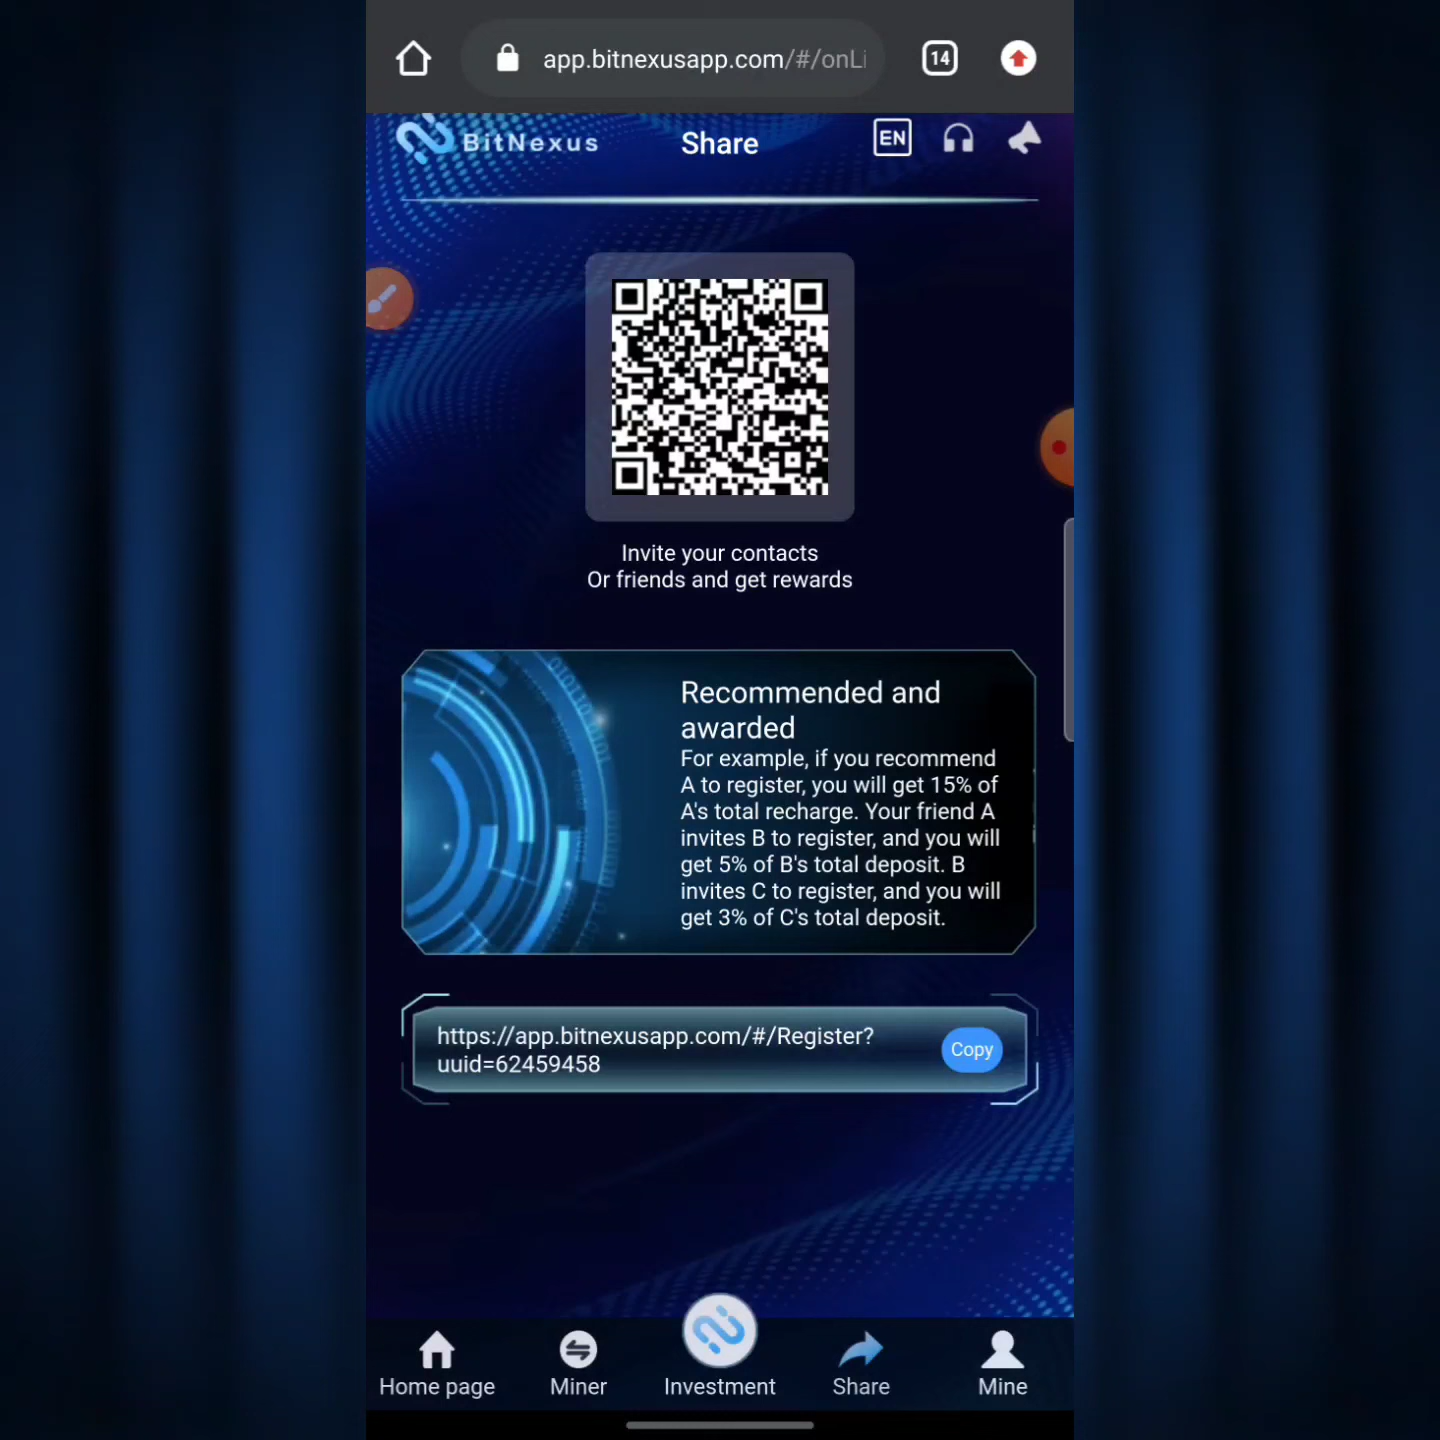 app.bitnexusapp.com/#/onLi
14
BitNexus
Share
EN
Invite your contacts
Or friends and get rewards
Recommended and
awarded
For example, if you recommend
A to register, you will get 15% of
A's total recharge. Your friend A
invites B to register, and you will
get 5% of B's total deposit. B
invites C to register, and you will
get 3% of C's total deposit.
https://app.bitnexusapp.com/#/Register?
uuid=62459458
Copy
Home page
Miner
Investment
Share
Mine